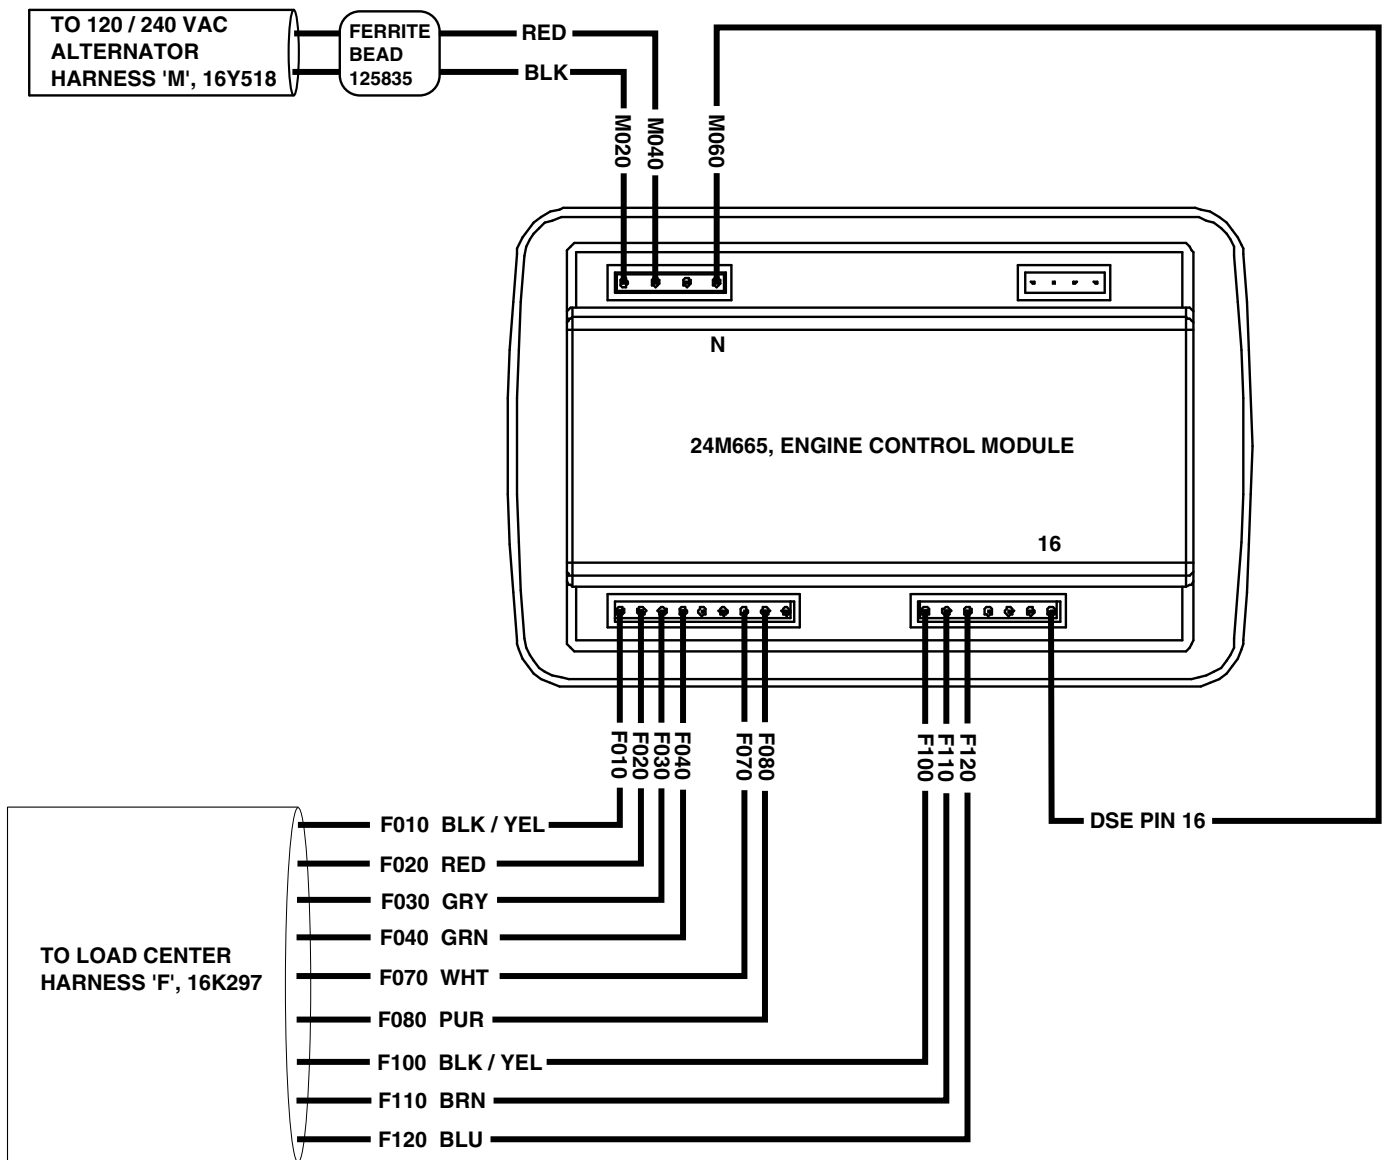 TO 120 / 240 VAC
ALTERNATOR
HARNESS 'M', 16Y518
FERRITE
BEAD
125835
RED
BLK
M020
M040
M060
N
24M665, ENGINE CONTROL MODULE
16
F010
F020
F030
F040
F070
F080
F100
F110
F120
DSE PIN 16
TO LOAD CENTER
HARNESS 'F', 16K297
F010 BLK / YEL
F020 RED
F030 GRY
F040 GRN
F070 WHT
F080 PUR
F100 BLK / YEL
F110 BRN
F120 BLU